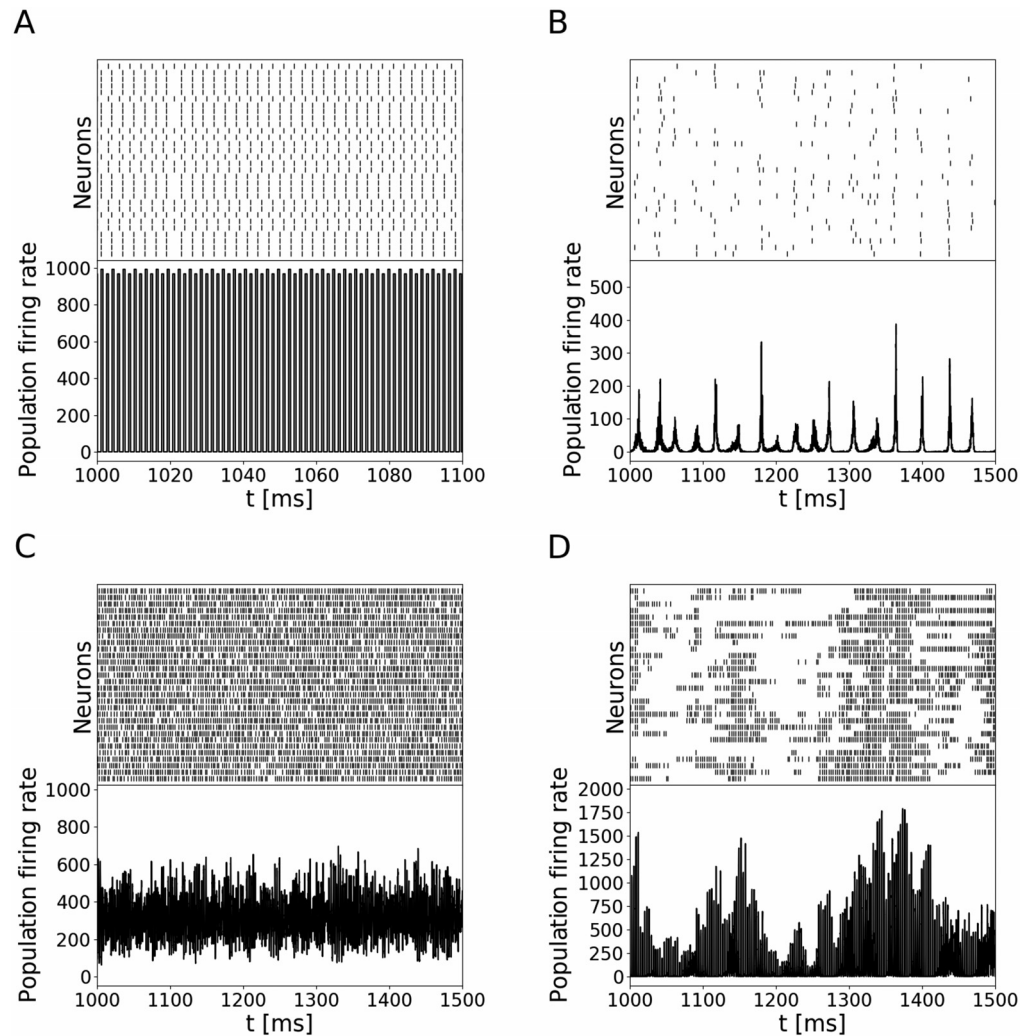 A
Neurons
Population firing rate
1000
800
600
400
200
0
1000 1020 1040 1060 1080 1100
t [ms]
B
Neurons
Population firing rate
500
400
300
200
100
0
1000 1100 1200 1300 1400 1500
t [ms]
C
Neurons
Population firing rate
1000
800
600
400
200
0
1000 1100 1200 1300 1400 1500
t [ms]
D
Neurons
Population firing rate
2000
1750
1500
1250
1000
750
500
250
0
1000 1100 1200 1300 1400 1500
t [ms]